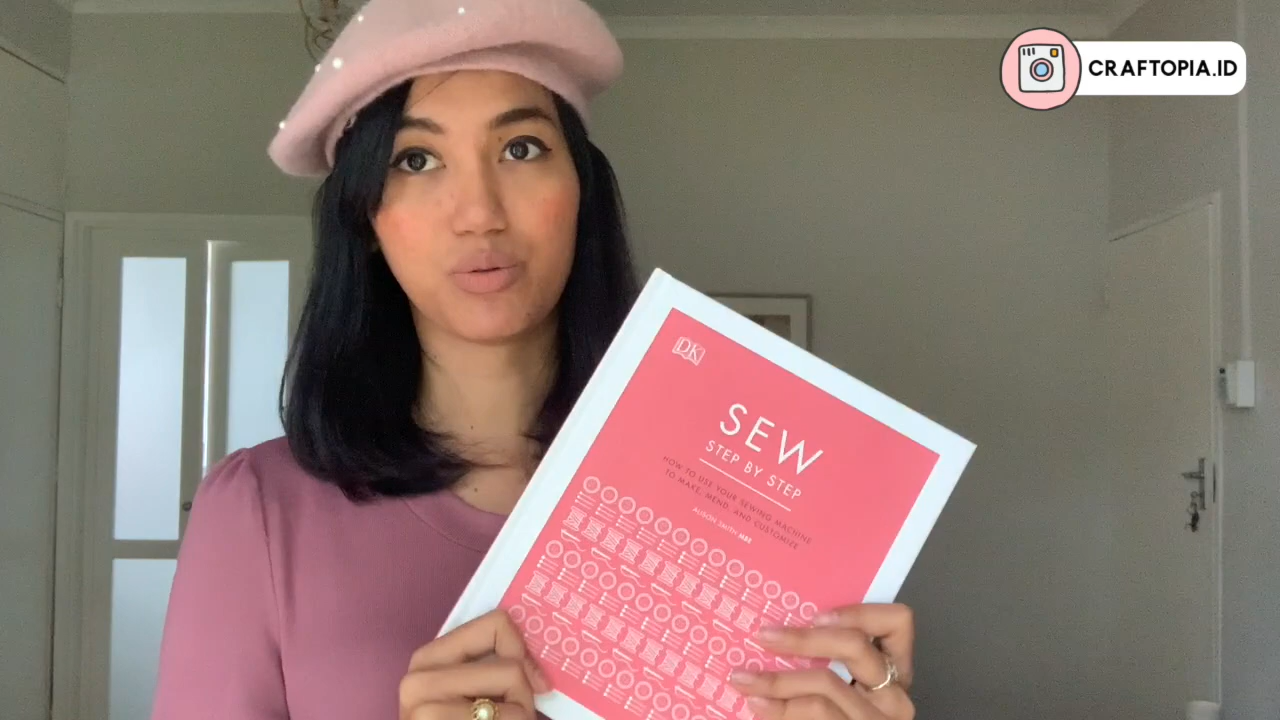 CRAFTOPIA.ID
DK
SEW
STEP BY STEP
HOW TO USE YOUR SEWING MACHINE
TO MAKE, MEND, AND CUSTOMIZE
ALISON SMITH MBE